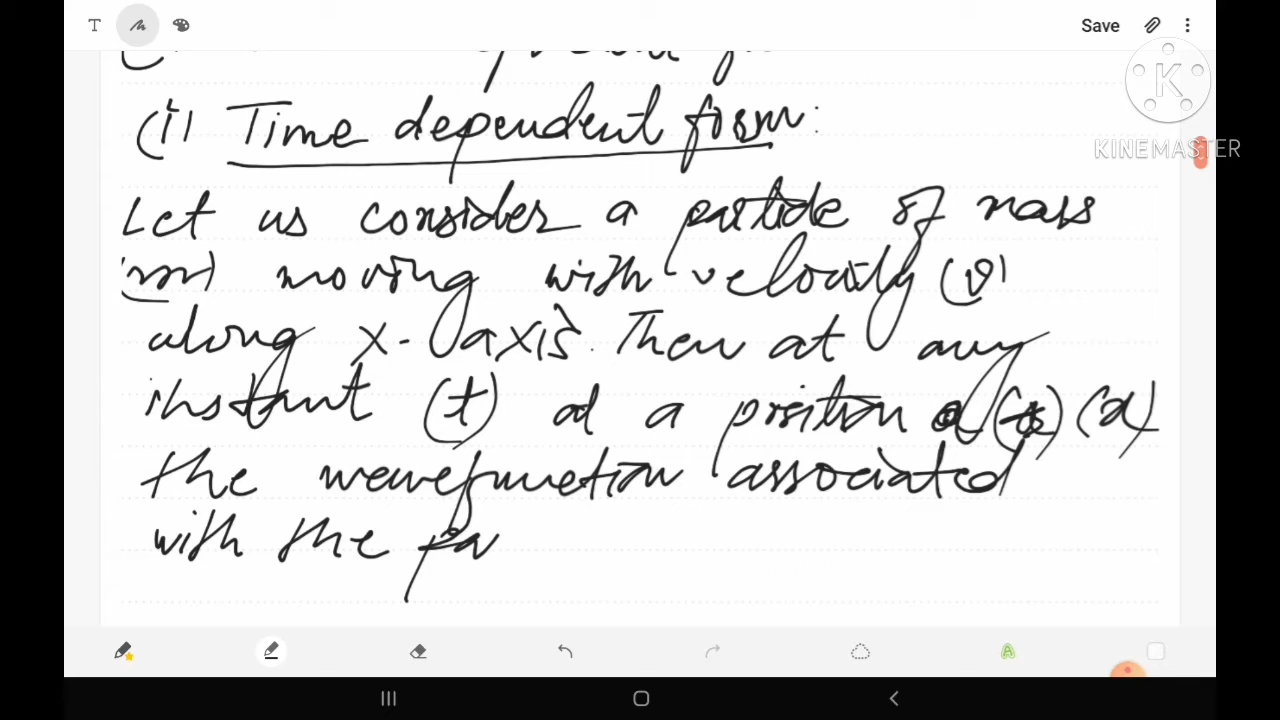 Save
KINEMASTER
(i) Time dependent form:
Let us consider a particle of mass
(m) moving with velocity (v)
along x-axis. Then at any
instant (t) at a position (x)
the wavefunction associated
with the pa